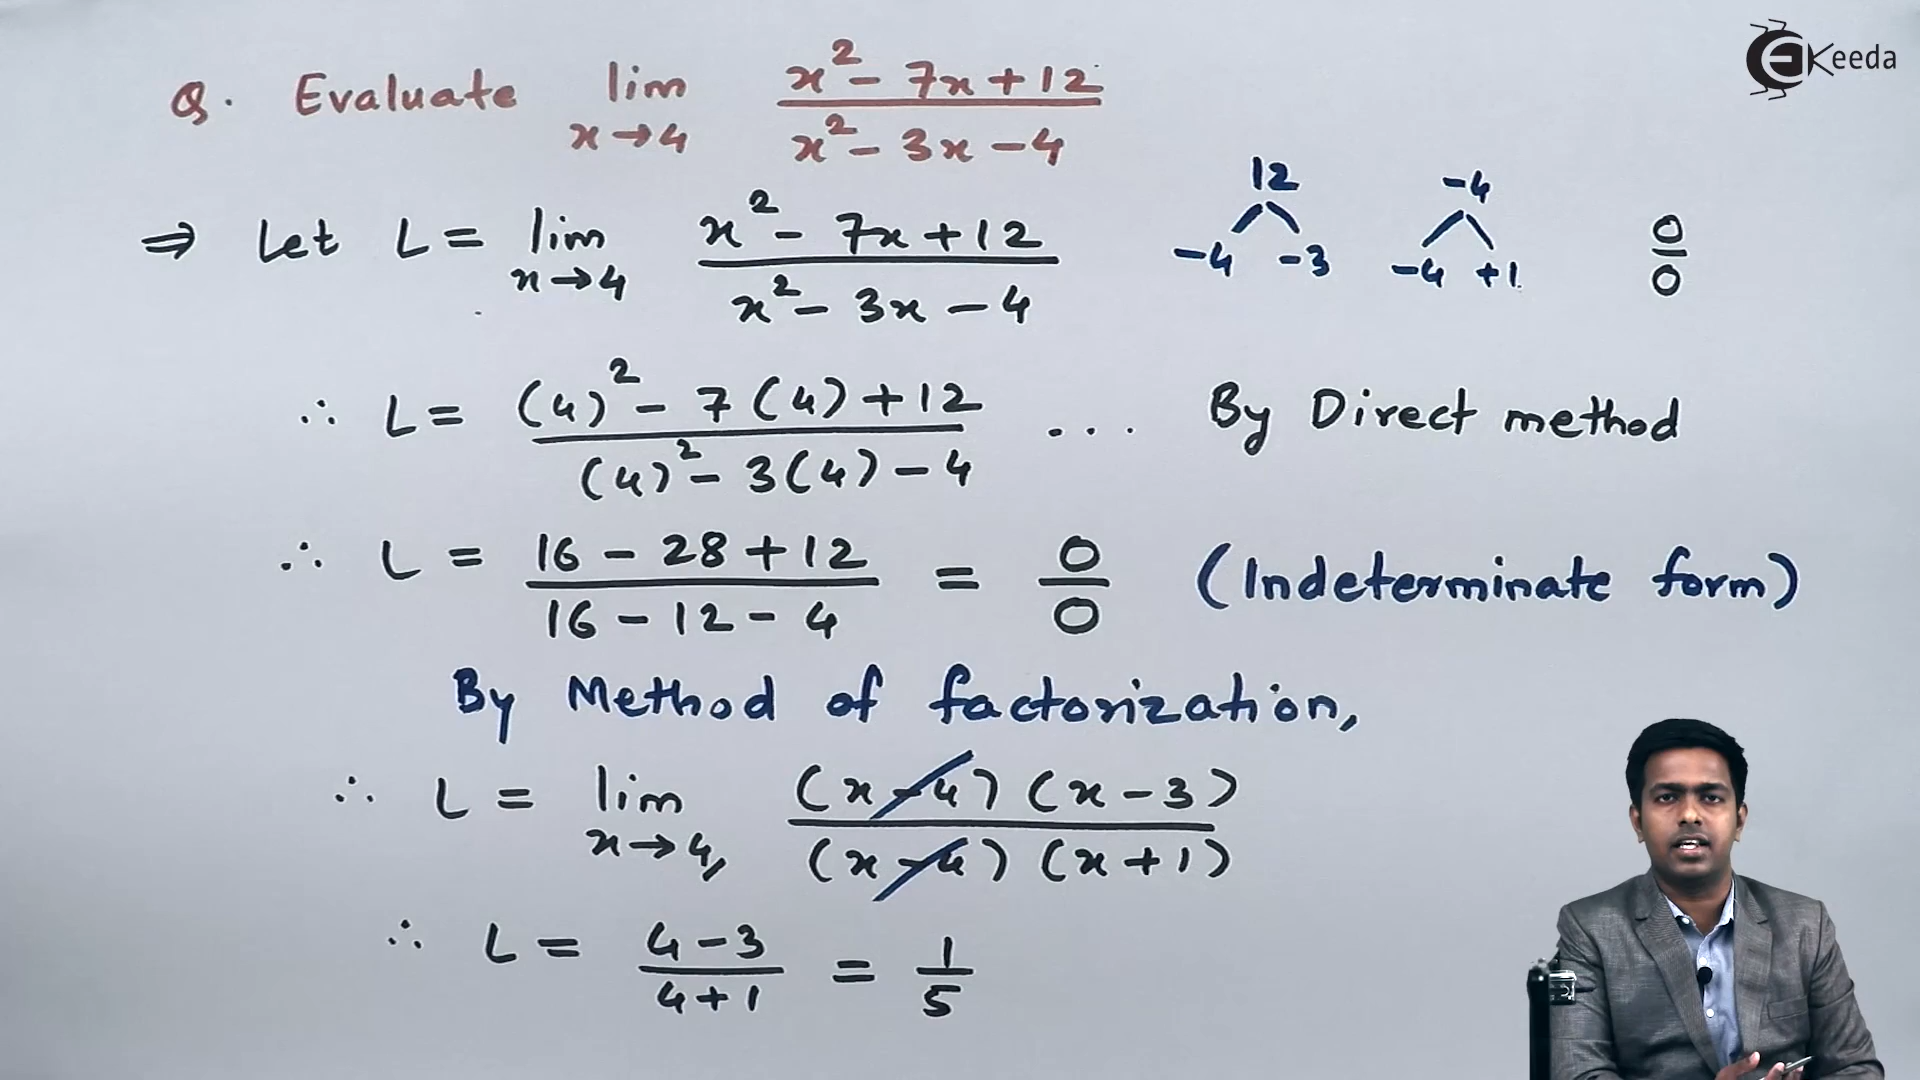 Keeda
Q. Evaluate lim x→4 (x² - 7x + 12)/(x² - 3x - 4)
12
-4 -3
-4
-4 +1
0/0
⇒ Let L = lim x→4 (x² - 7x + 12)/(x² - 3x - 4)
∴ L = ((4)² - 7(4) + 12)/((4)² - 3(4) - 4) ... By Direct method
∴ L = (16 - 28 + 12)/(16 - 12 - 4) = 0/0 (Indeterminate form)
By Method of factorization,
∴ L = lim x→4, (x-4)(x-3)/(x-4)(x+1)
∴ L = (4-3)/(4+1) = 1/5